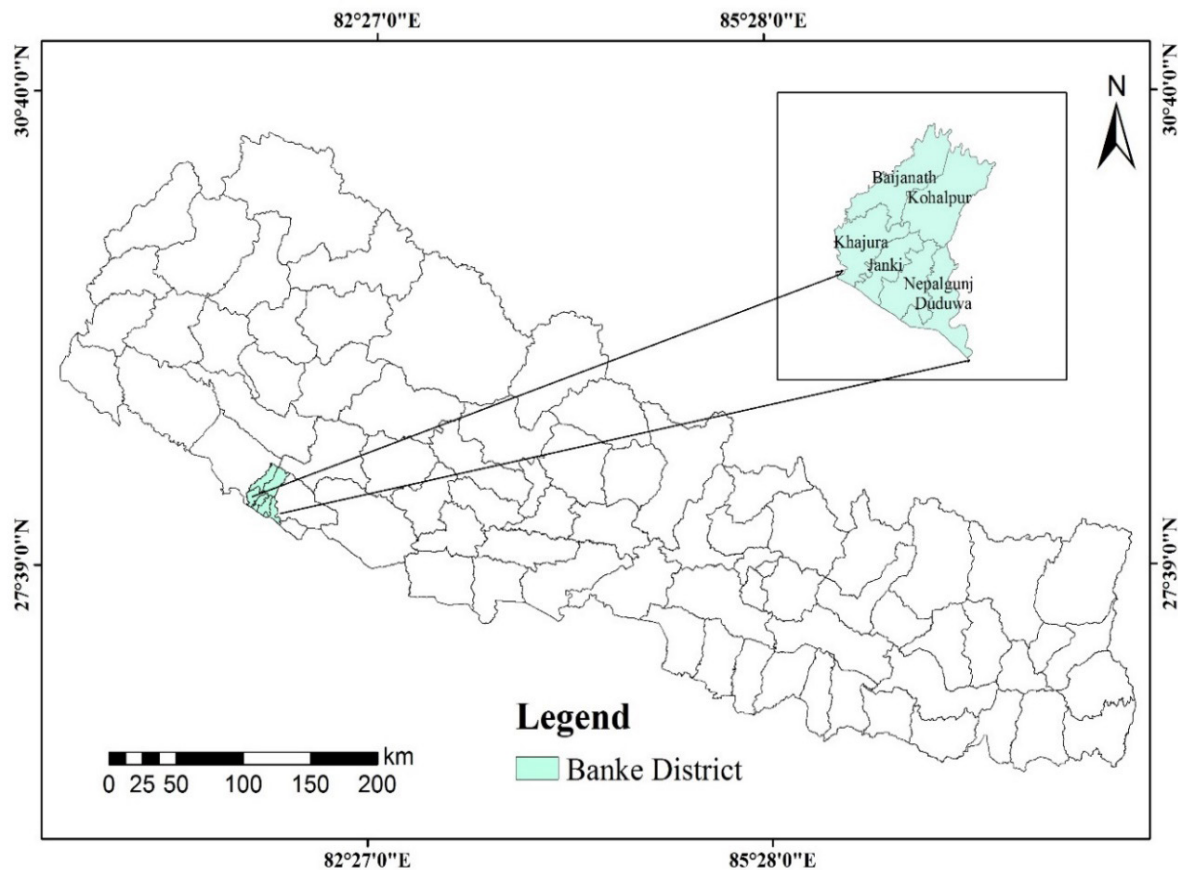 82°27'0"E 85°28'0"E
30°40'0"N 30°40'0"N
N
Baijanath
Kohalpur
Khajura
Janki
Nepalgunj
Duduwa
27°39'0"N 27°39'0"N
Legend
Banke District
km
0 25 50 100 150 200
82°27'0"E 85°28'0"E